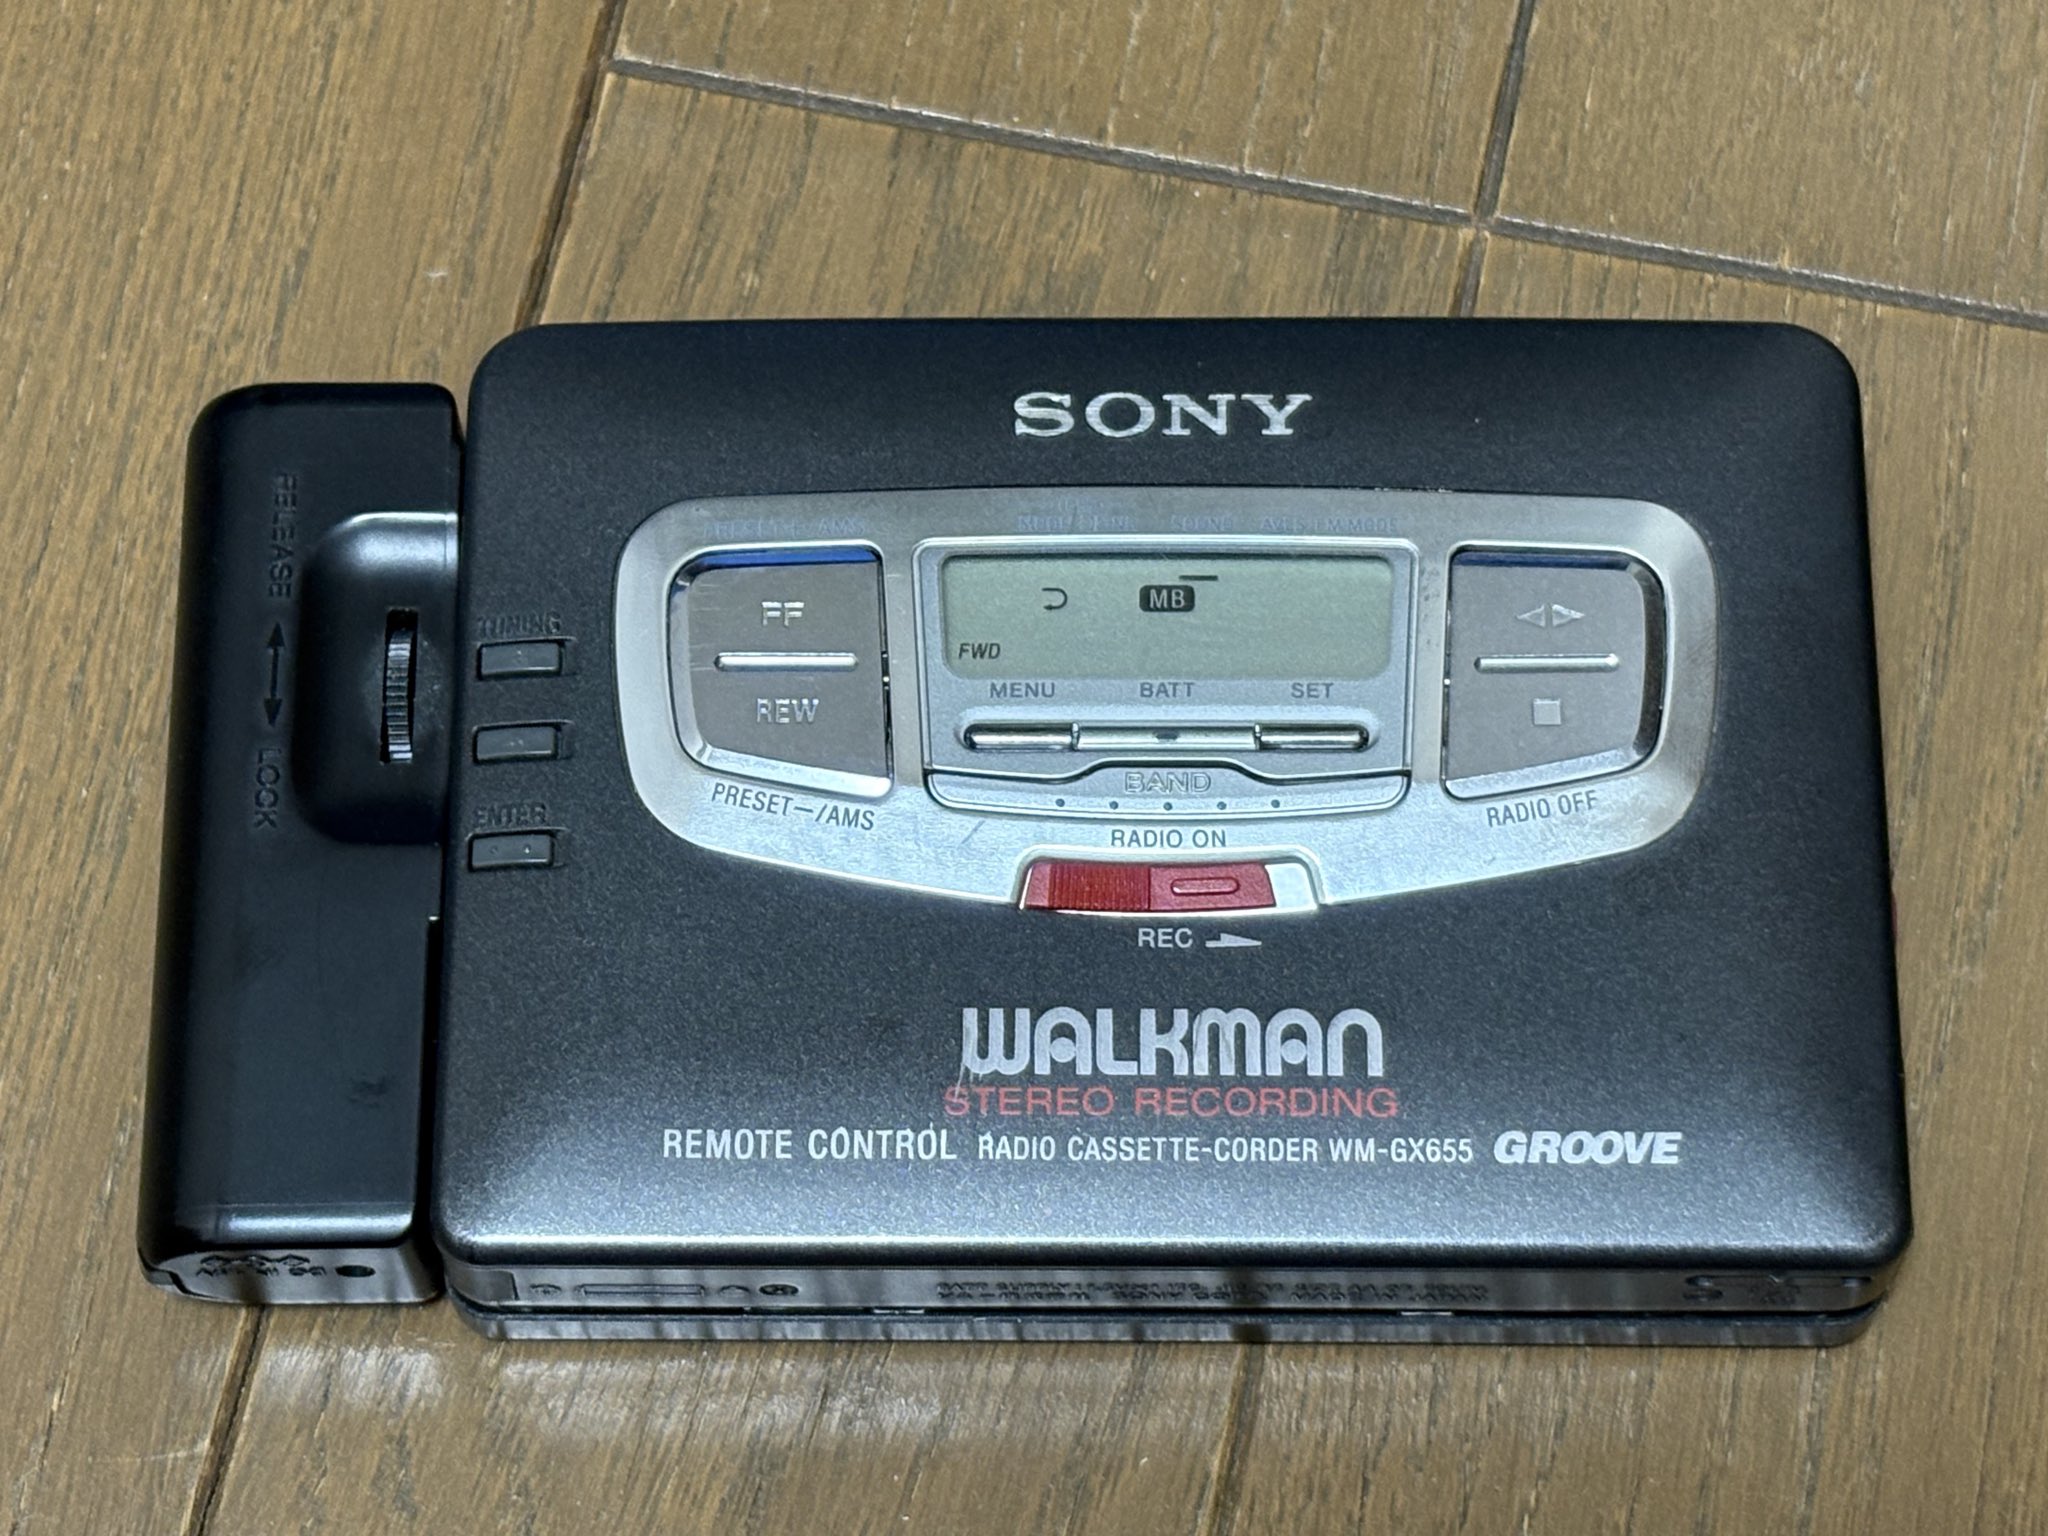 SONY
RELEASE
LOCK
TUNING
ENTER
FF
REW
PRESET-/AMS
MB
FWD
MENU BATT SET
BAND
RADIO ON
RADIO OFF
REC
WALKMAN
STEREO RECORDING
REMOTE CONTROL RADIO CASSETTE-CORDER WM-GX655 GROOVE